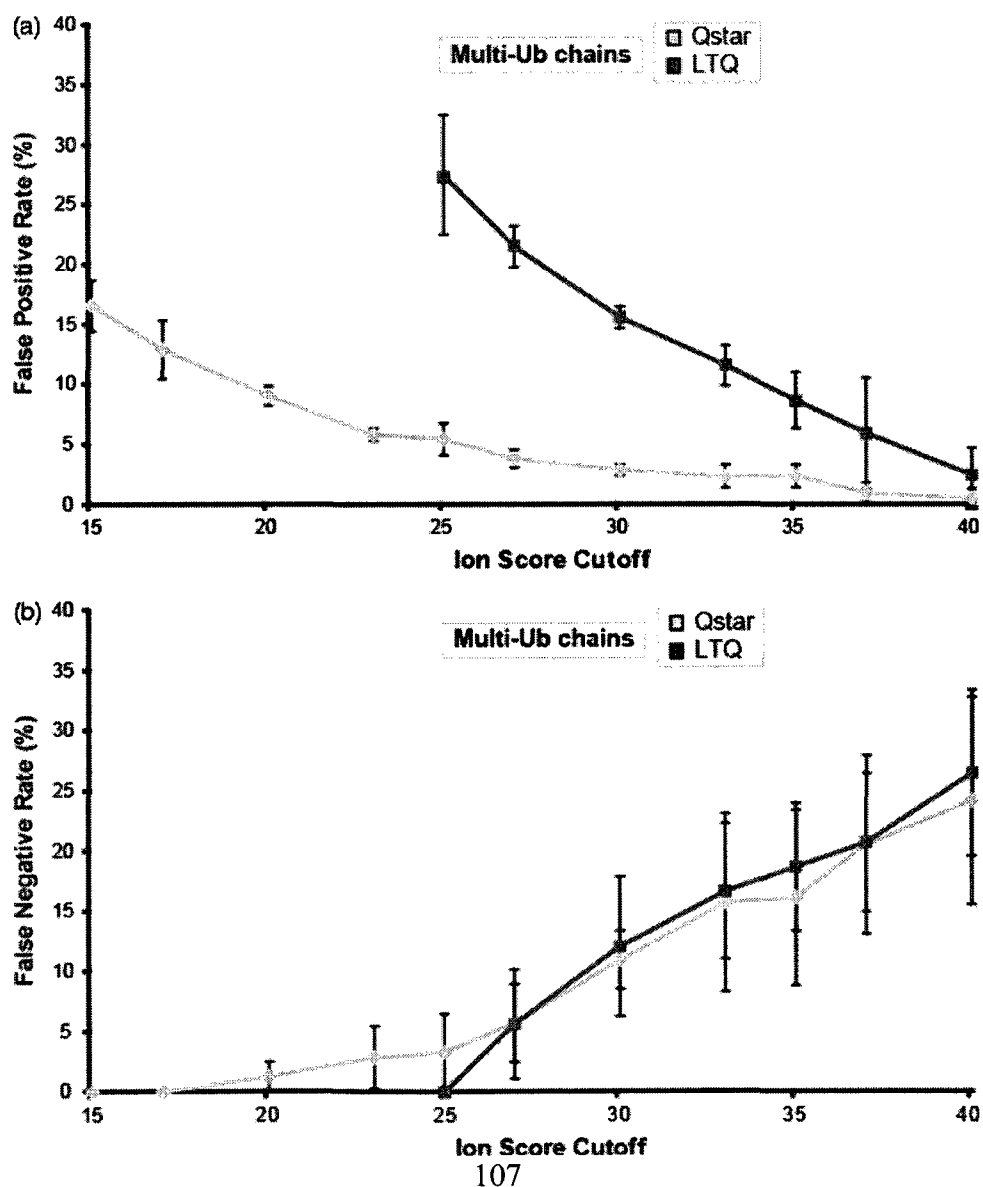 (a)
Multi-Ub chains
Qstar
LTQ
False Positive Rate (%)
40
35
30
25
20
15
10
5
0
15 20 25 30 35 40
Ion Score Cutoff
(b)
Multi-Ub chains
Qstar
LTQ
False Negative Rate (%)
40
35
30
25
20
15
10
5
0
15 20 25 30 35 40
Ion Score Cutoff
107